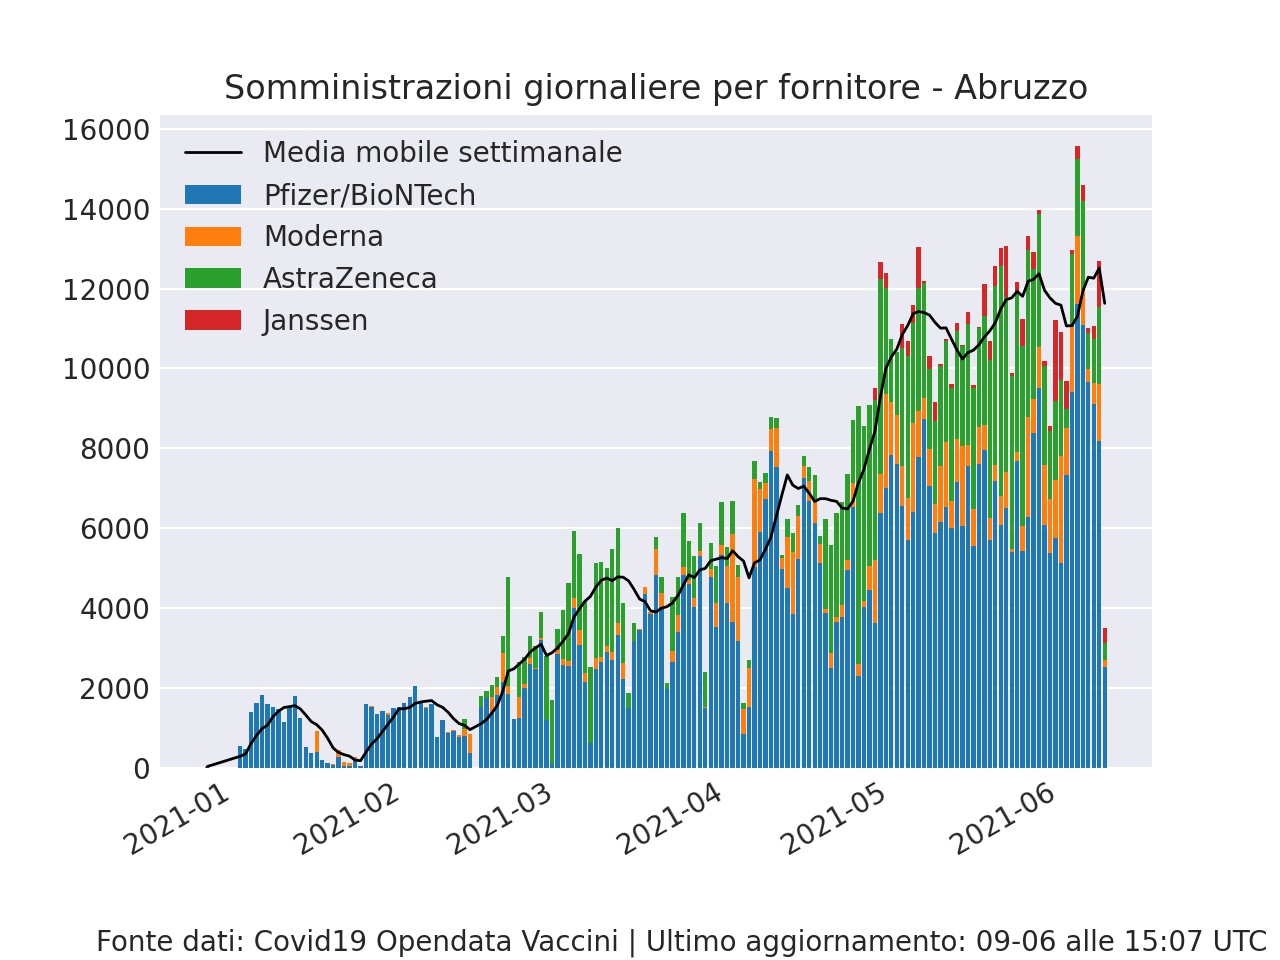 Somministrazioni giornaliere per fornitore - Abruzzo
16000
14000
12000
10000
8000
6000
4000
2000
0
Media mobile settimanale
Pfizer/BioNTech
Moderna
AstraZeneca
Janssen
2021-01
2021-02
2021-03
2021-04
2021-05
2021-06
Fonte dati: Covid19 Opendata Vaccini | Ultimo aggiornamento: 09-06 alle 15:07 UTC